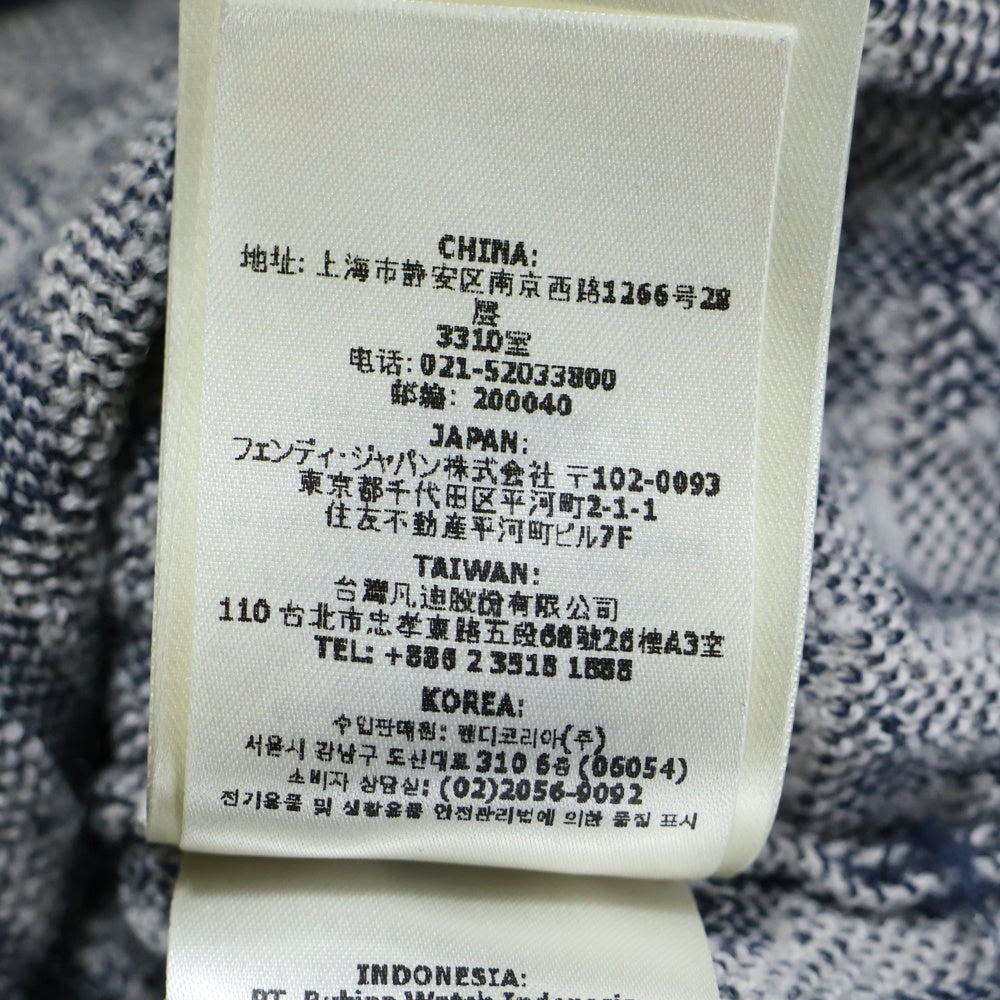 CHINA:
地址: 上海市静安区南京西路1266号28
层
3310室
电话: 021-52033800
邮编: 200040
JAPAN:
フェンディ・ジャパン株式会社 〒102-0093
東京都千代田区平河町2-1-1
住友不動産平河町ビル7F
TAIWAN:
台灣凡迪股份有限公司
110 台北市忠孝東路五段68號26樓A3室
TEL: +886 2 3518 1888
KOREA:
수입판매원: 펜디코리아(주)
서울시 강남구 도산대로 310 6층 (06054)
소비자 상담실: (02)2056-9092
전기용품 및 생활용품 안전관리법에 의한 품질 표시
INDONESIA: